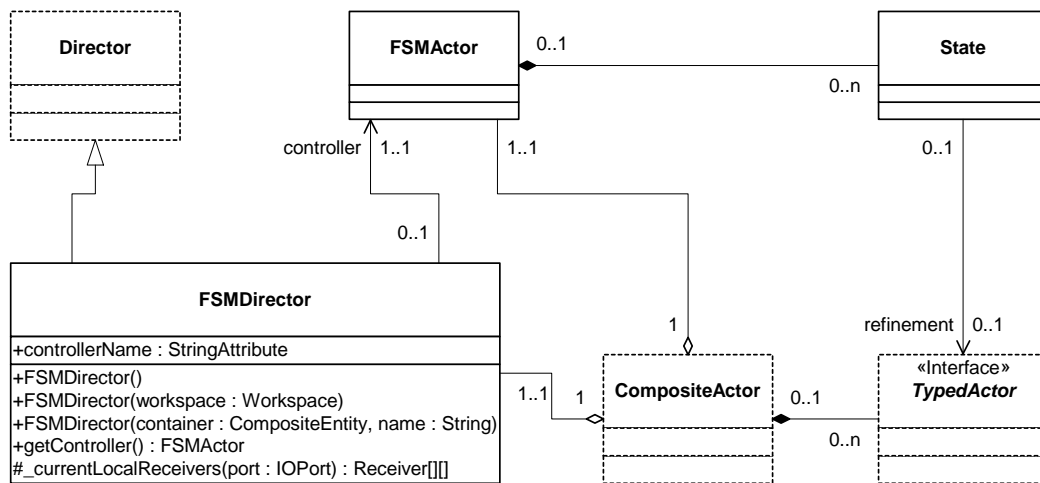 Director
FSMActor
State
0..1
0..n
controller
1..1
1..1
0..1
0..1
FSMDirector
+controllerName : StringAttribute
+FSMDirector()
+FSMDirector(workspace : Workspace)
+FSMDirector(container : CompositeEntity, name : String)
+getController() : FSMActor
#_currentLocalReceivers(port : IOPort) : Receiver[][]
1
refinement
0..1
1..1
1
CompositeActor
0..1
0..n
«Interface»
TypedActor